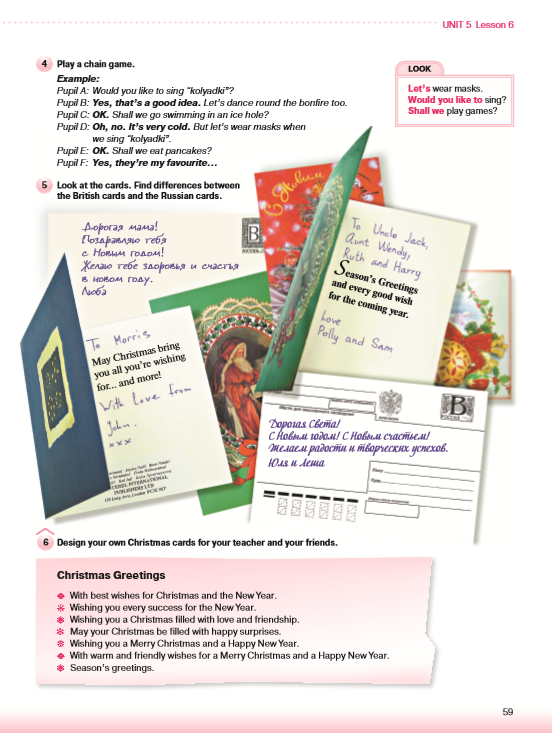 UNIT 5 Lesson 6
4 Play a chain game.
Example:
Pupil A: Would you like to sing "kolyadki"?
Pupil B: Yes, that's a good idea. Let's dance round the bonfire too.
Pupil C: OK. Shall we go swimming in an ice hole?
Pupil D: Oh, no. It's very cold. But let's wear masks when
we sing "kolyadki".
Pupil E: OK. Shall we eat pancakes?
Pupil F: Yes, they're my favourite...
LOOK
Let's wear masks.
Would you like to sing?
Shall we play games?
5 Look at the cards. Find differences between
the British cards and the Russian cards.
Дорогая мама!
Поздравляю тебя
с Новым годом!
Желаю тебе здоровья и счастья
в новом году.
Люба
В
С Новым
To Uncle Jack,
Aunt Wendy,
Ruth and Harry
Season's Greetings
and every good wish
for the coming year.
Love
Polly and Sam
To Morris
May Christmas bring
you all you're wishing
for... and more!
With love from
John.
xxx
INTERNATIONAL
PUBLISHERS LTD
В
Дорогая Света!
С Новым годом! С Новым счастьем!
Желаем радости и творческих успехов.
Юля и Леша
6 Design your own Christmas cards for your teacher and your friends.
Christmas Greetings
With best wishes for Christmas and the New Year.
Wishing you every success for the New Year.
Wishing you a Christmas filled with love and friendship.
May your Christmas be filled with happy surprises.
Wishing you a Merry Christmas and a Happy New Year.
With warm and friendly wishes for a Merry Christmas and a Happy New Year.
Season's greetings.
59